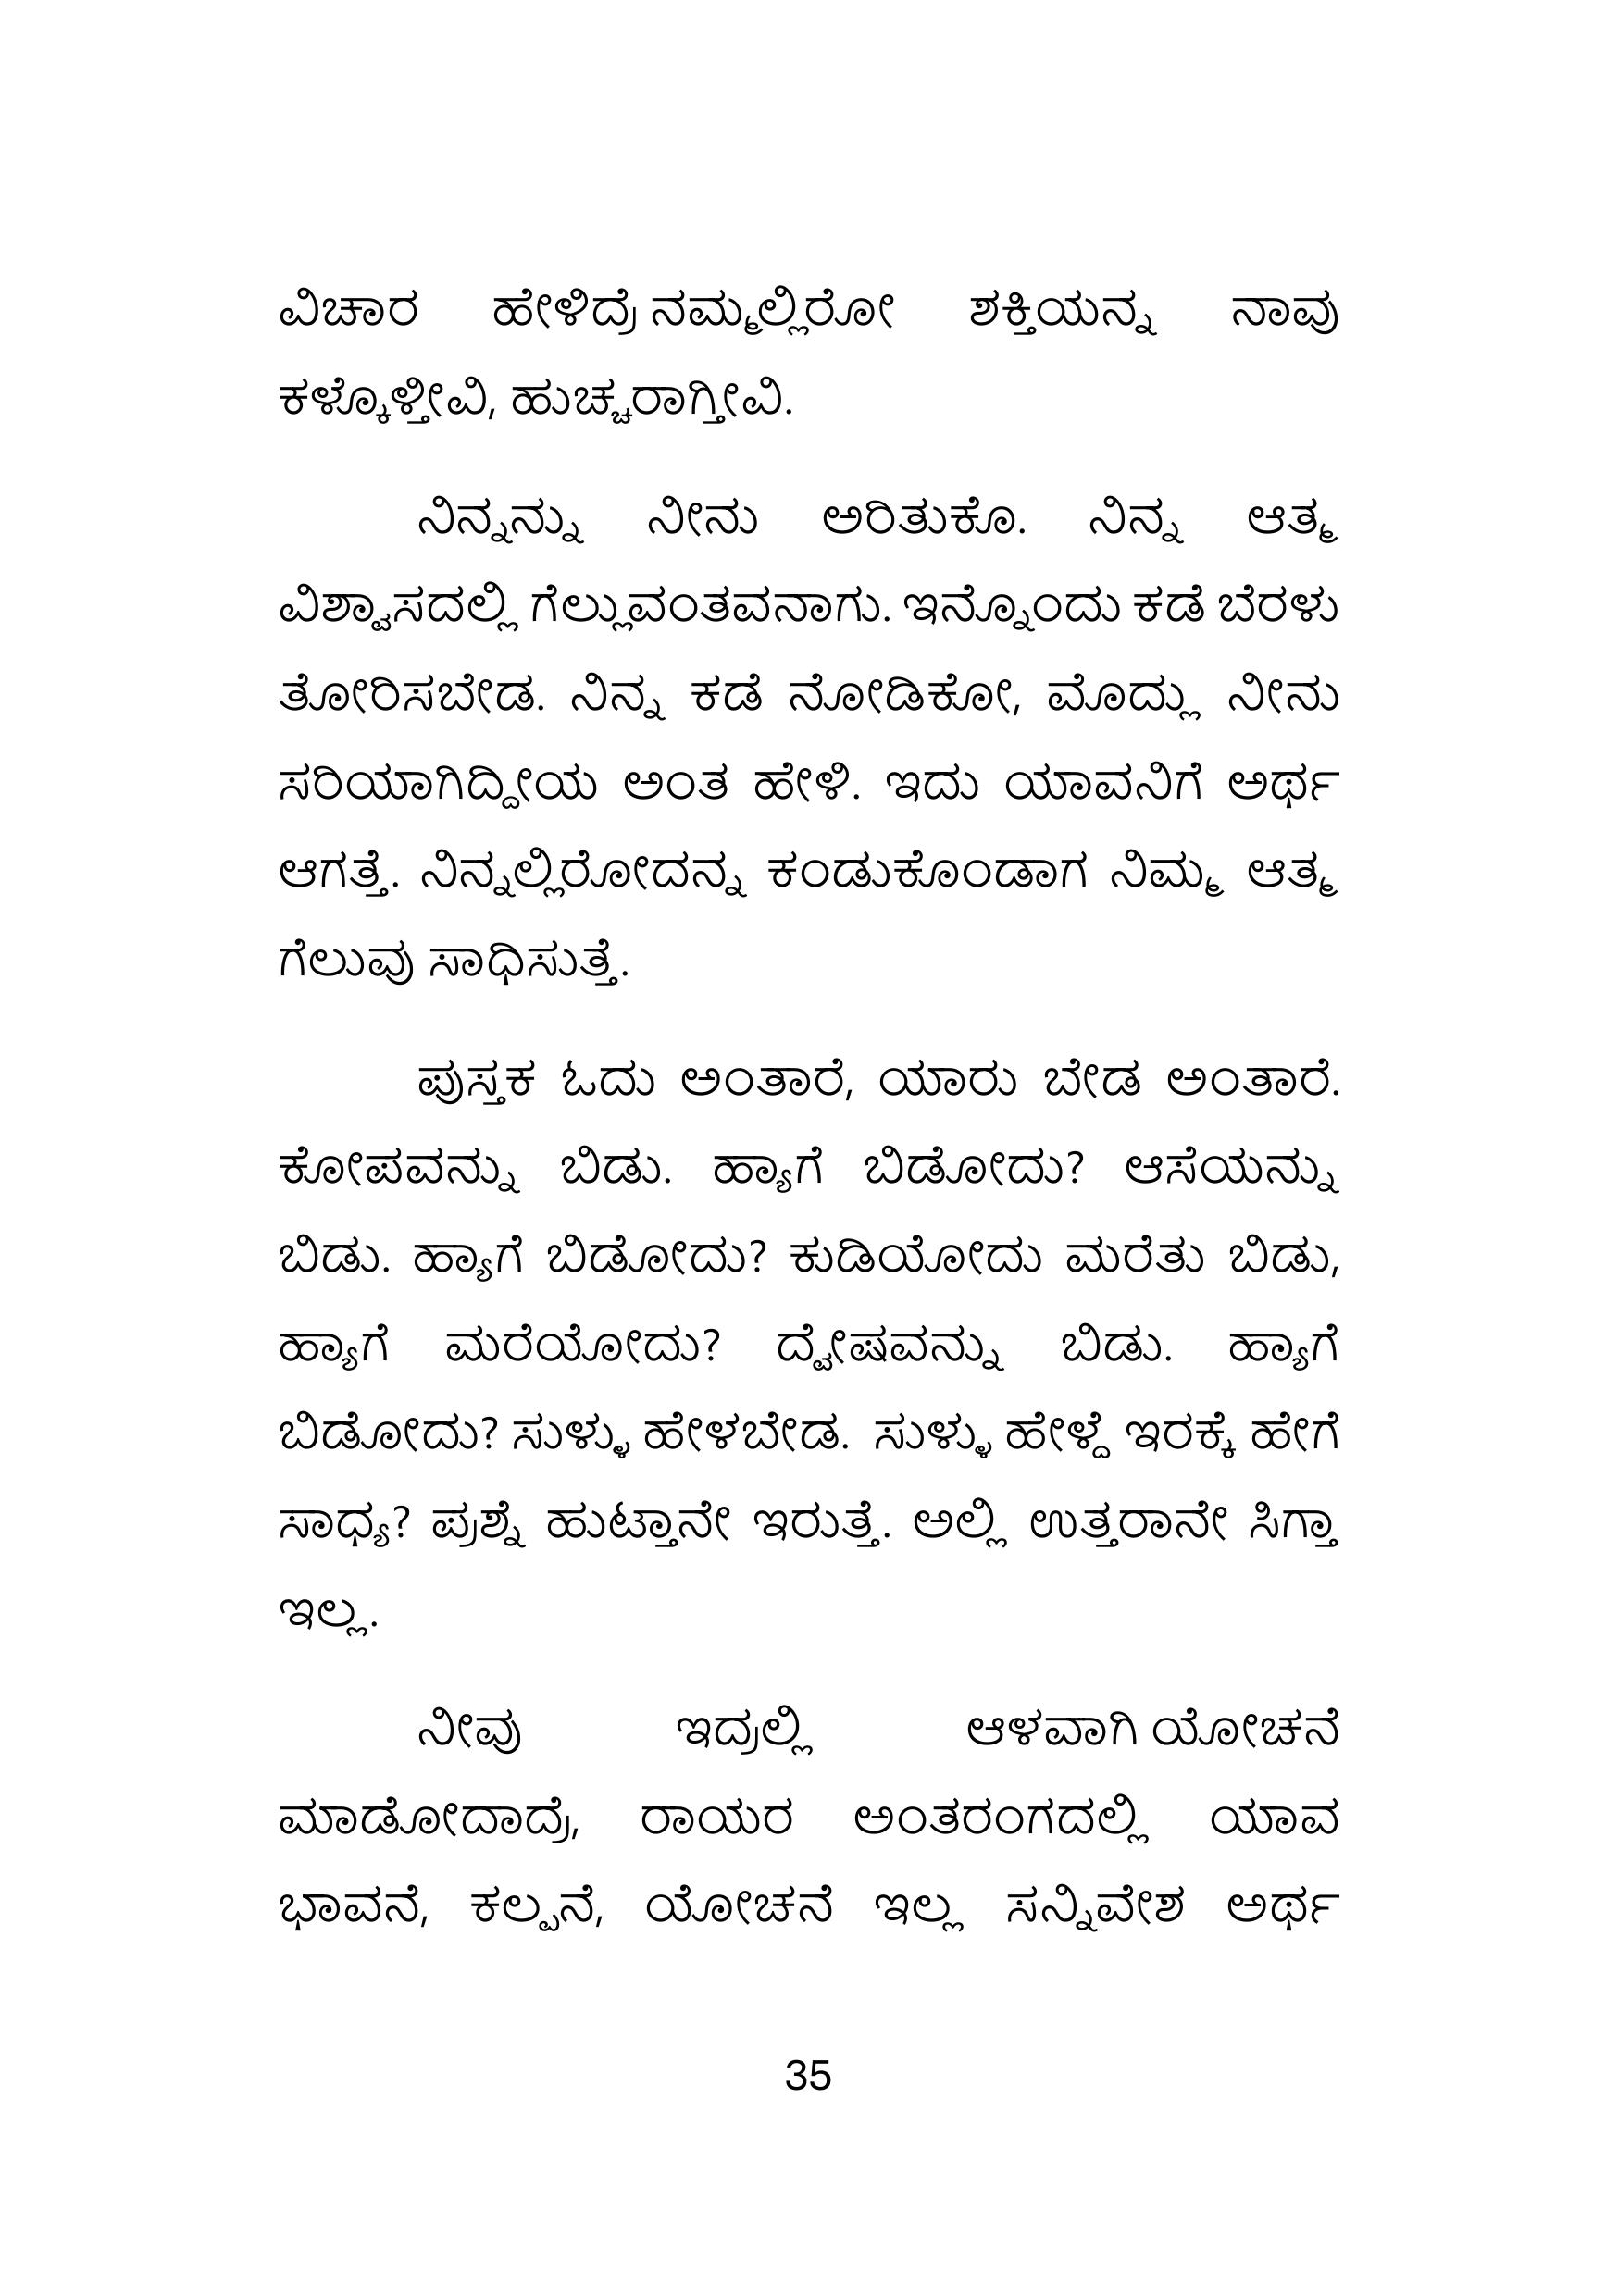 ವಿಚಾರ ಹೇಳಿದ್ರೆ ನಮ್ಮಲ್ಲಿರೋ ಶಕ್ತಿಯನ್ನ ನಾವು
ಕಳ್ಕೊಳ್ತೀವಿ, ಹುಚ್ಚರಾಗ್ತೀವಿ.
ನಿನ್ನನ್ನು ನೀನು ಅರಿತುಕೊ. ನಿನ್ನ ಆತ್ಮ
ವಿಶ್ವಾಸದಲ್ಲಿ ಗೆಲ್ಲುವಂತವನಾಗು. ಇನ್ನೊಂದು ಕಡೆ ಬೆರಳು
ತೋರಿಸಬೇಡ. ನಿನ್ನ ಕಡೆ ನೋಡಿಕೋ, ಮೊದ್ಲು ನೀನು
ಸರಿಯಾಗಿದ್ದೀಯ ಅಂತ ಹೇಳಿ. ಇದು ಯಾವನಿಗೆ ಅರ್ಥ
ಆಗತ್ತೆ. ನಿನ್ನಲ್ಲಿರೋದನ್ನ ಕಂಡುಕೊಂಡಾಗ ನಿಮ್ಮ ಆತ್ಮ
ಗೆಲುವು ಸಾಧಿಸುತ್ತೆ.
ಪುಸ್ತಕ ಓದು ಅಂತಾರೆ, ಯಾರು ಬೇಡ ಅಂತಾರೆ.
ಕೋಪವನ್ನು ಬಿಡು. ಹ್ಯಾಗೆ ಬಿಡೋದು? ಆಸೆಯನ್ನು
ಬಿಡು. ಹ್ಯಾಗೆ ಬಿಡೋದು? ಕುಡಿಯೋದು ಮರೆತು ಬಿಡು,
ಹ್ಯಾಗೆ ಮರೆಯೋದು? ದ್ವೇಷವನ್ನು ಬಿಡು. ಹ್ಯಾಗೆ
ಬಿಡೋದು? ಸುಳ್ಳು ಹೇಳಬೇಡ. ಸುಳ್ಳು ಹೇಳ್ದೆ ಇರಕ್ಕೆ ಹೇಗೆ
ಸಾಧ್ಯ? ಪ್ರಶ್ನೆ ಹುಟ್ತಾನೇ ಇರುತ್ತೆ. ಅಲ್ಲಿ ಉತ್ತರಾನೇ ಸಿಗ್ತಾ
ಇಲ್ಲ.
ನೀವು ಇದ್ರಲ್ಲಿ ಆಳವಾಗಿ ಯೋಚನೆ
ಮಾಡೋದಾದ್ರೆ, ರಾಯರ ಅಂತರಂಗದಲ್ಲಿ ಯಾವ
ಭಾವನೆ, ಕಲ್ಪನೆ, ಯೋಚನೆ ಇಲ್ಲ ಸನ್ನಿವೇಶ ಅರ್ಥ
35